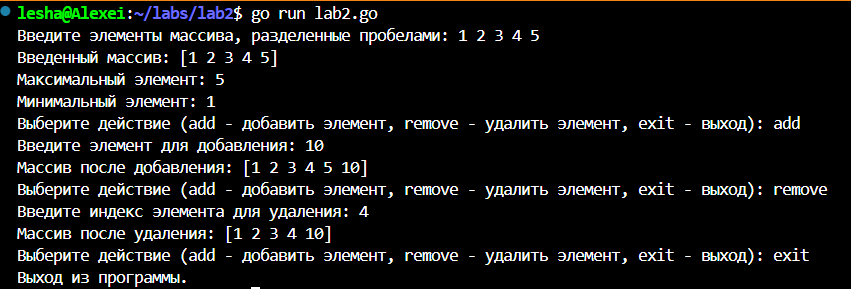 lesha@Alexei:~/labs/lab2$ go run lab2.go
Введите элементы массива, разделенные пробелами: 1 2 3 4 5
Введенный массив: [1 2 3 4 5]
Максимальный элемент: 5
Минимальный элемент: 1
Выберите действие (add - добавить элемент, remove - удалить элемент, exit - выход): add
Введите элемент для добавления: 10
Массив после добавления: [1 2 3 4 5 10]
Выберите действие (add - добавить элемент, remove - удалить элемент, exit - выход): remove
Введите индекс элемента для удаления: 4
Массив после удаления: [1 2 3 4 10]
Выберите действие (add - добавить элемент, remove - удалить элемент, exit - выход): exit
Выход из программы.